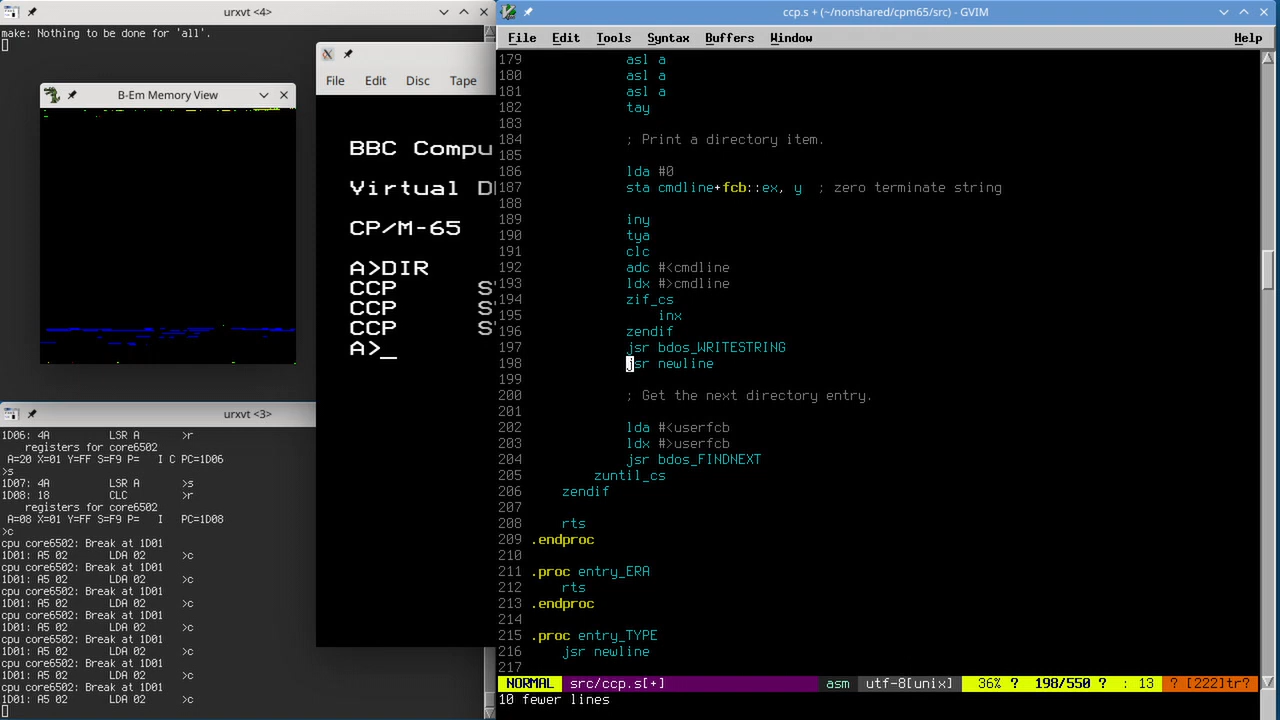 urxvt <4>
make: Nothing to be done for 'all'.
B-Em Memory View
File Edit Disc Tape
BBC Compu
Virtual D
CP/M-65
A>DIR
CCP S
CCP S
CCP S
A>_
urxvt <3>
1D06: 4A LSR A >r
registers for core6502
A=20 X=01 Y=FF S=F9 P= I C PC=1D06
>s
1D07: 4A LSR A >s
1D08: 18 CLC >r
registers for core6502
A=08 X=01 Y=FF S=F9 P= I PC=1D08
>c
cpu core6502: Break at 1D01
1D01: A5 02 LDA 02 >c
cpu core6502: Break at 1D01
1D01: A5 02 LDA 02 >c
cpu core6502: Break at 1D01
1D01: A5 02 LDA 02 >c
cpu core6502: Break at 1D01
1D01: A5 02 LDA 02 >c
cpu core6502: Break at 1D01
1D01: A5 02 LDA 02 >c
cpu core6502: Break at 1D01
1D01: A5 02 LDA 02 >c
cpu core6502: Break at 1D01
1D01: A5 02 LDA 02 >c
ccp.s + (~/nonshared/cpm65/src) - GVIM
File Edit Tools Syntax Buffers Window Help
179 asl a
180 asl a
181 asl a
182 tay
183
184 ; Print a directory item.
185
186 lda #0
187 sta cmdline+fcb::ex, y ; zero terminate string
188
189 iny
190 tya
191 clc
192 adc #<cmdline
193 ldx #>cmdline
194 zif_cs
195 inx
196 zendif
197 jsr bdos_WRITESTRING
198 jsr newline
199
200 ; Get the next directory entry.
201
202 lda #<userfcb
203 ldx #>userfcb
204 jsr bdos_FINDNEXT
205 zuntil_cs
206 zendif
207
208 rts
209 .endproc
210
211 .proc entry_ERA
212 rts
213 .endproc
214
215 .proc entry_TYPE
216 jsr newline
217
NORMAL src/ccp.s[+] asm utf-8[unix] 36% ? 198/550 ? : 13 ? [222]tr?
10 fewer lines